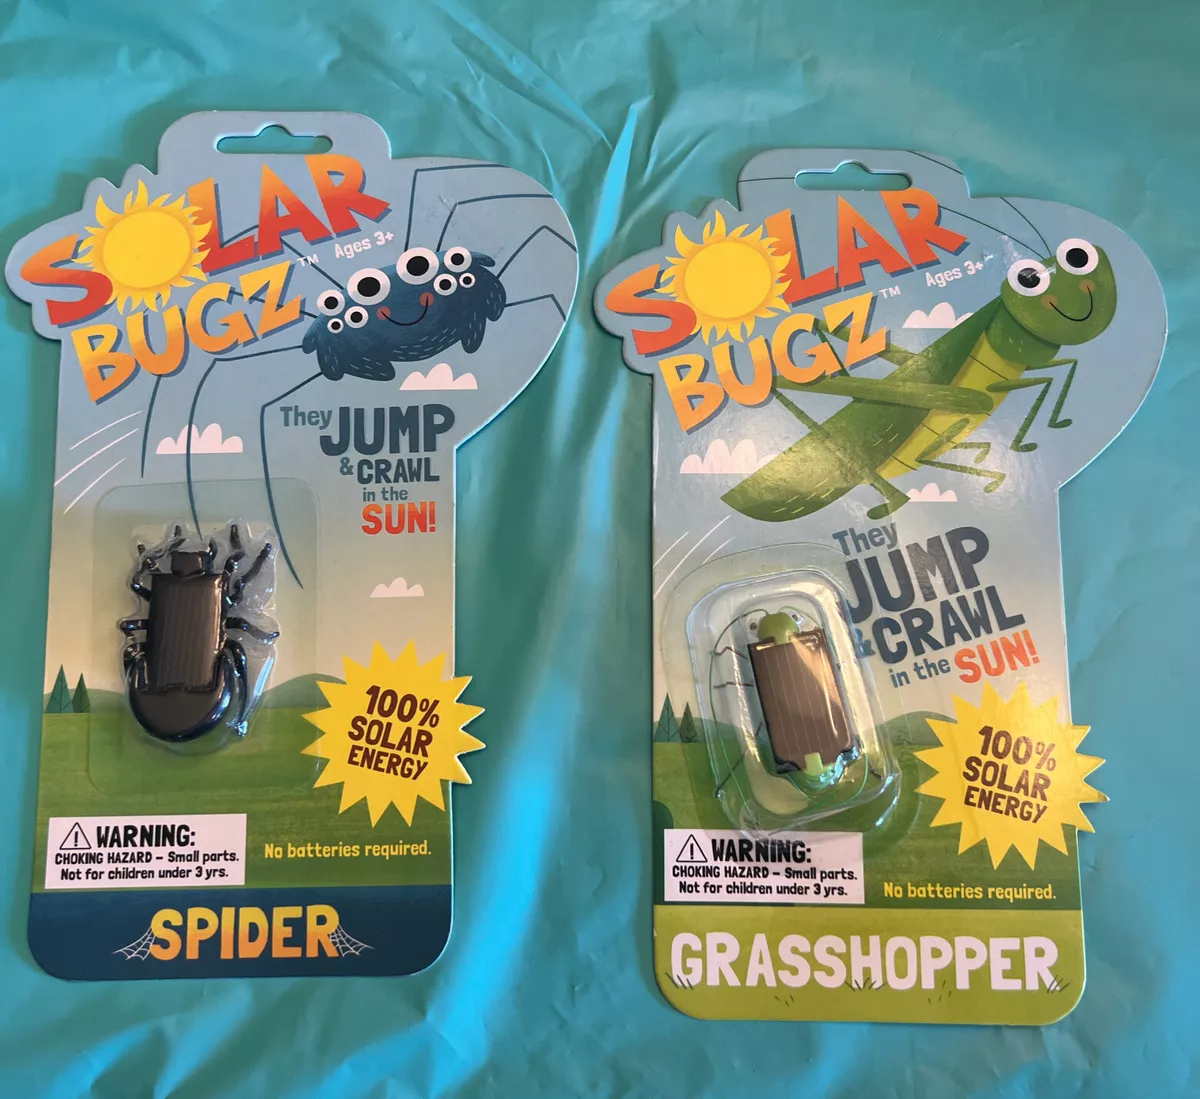 SOLAR
BUGZ™
Ages 3+
They
JUMP
& CRAWL
in the
SUN!
100%
SOLAR
ENERGY
WARNING:
CHOKING HAZARD – Small parts.
Not for children under 3 yrs.
No batteries required.
SPIDER
SOLAR
BUGZ™
Ages 3+
They
JUMP
& CRAWL
in the SUN!
100%
SOLAR
ENERGY
WARNING:
CHOKING HAZARD – Small parts.
Not for children under 3 yrs.
No batteries required.
GRASSHOPPER